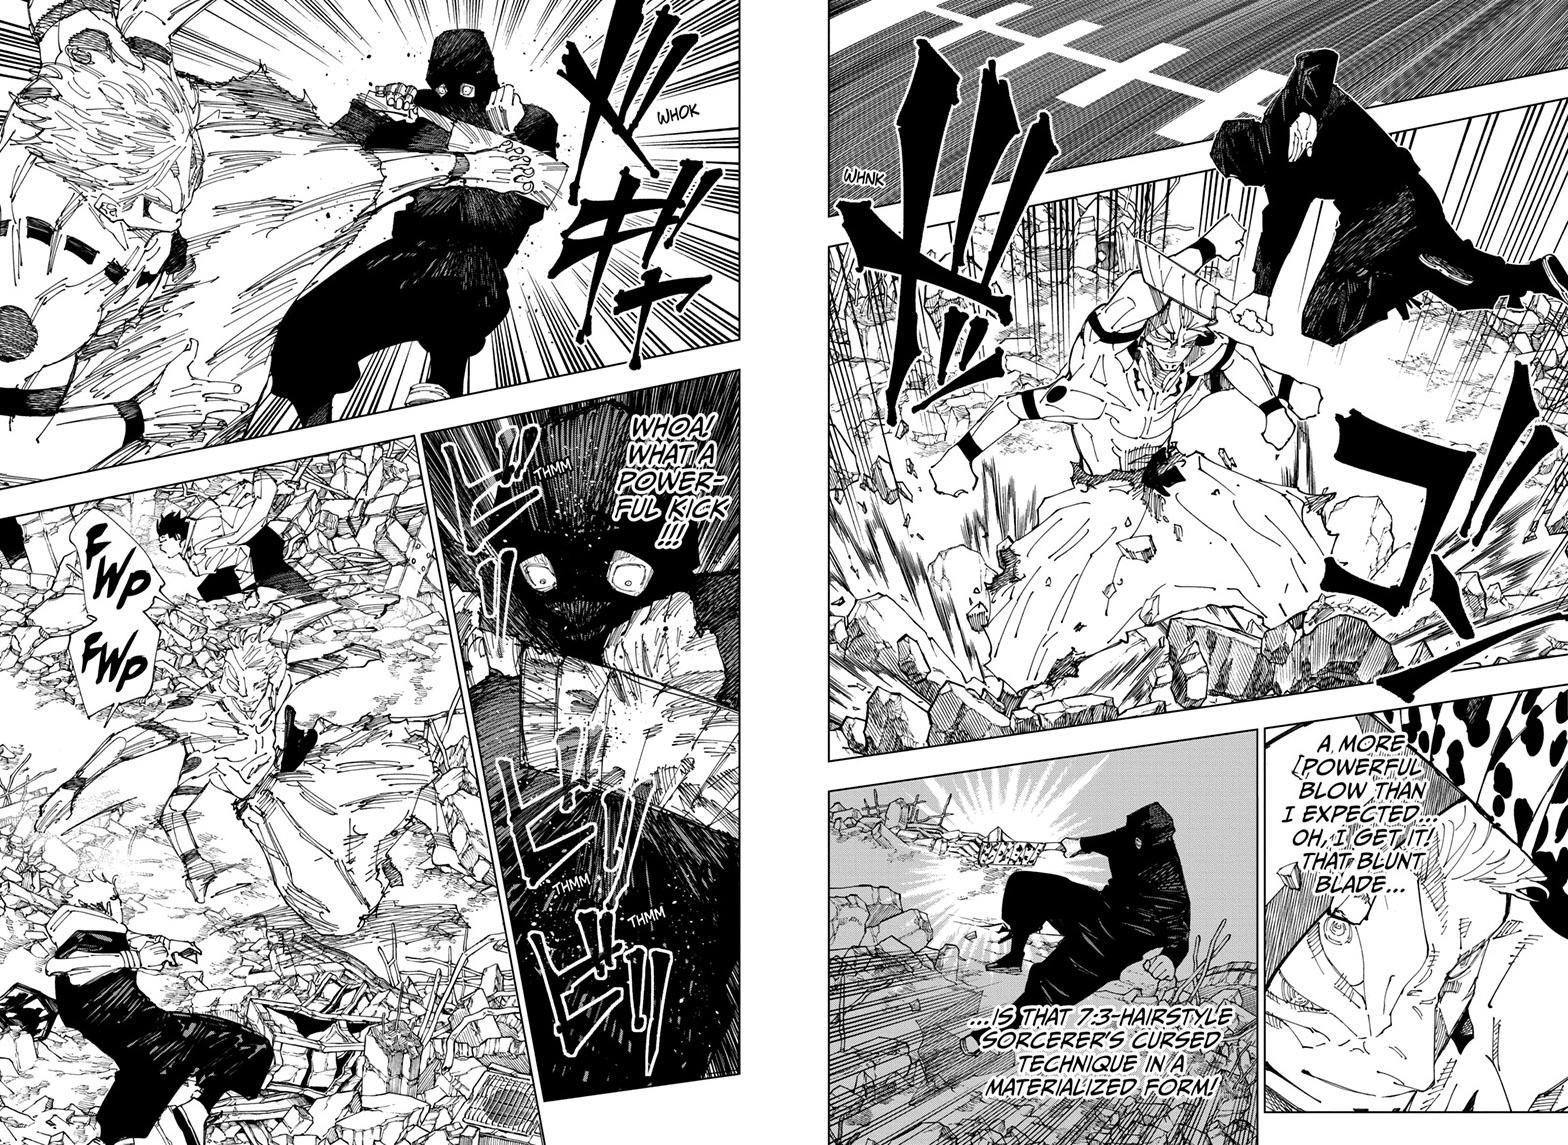 WHNK
A MORE
POWERFUL
BLOW THAN
I EXPECTED...
OH, I GET IT!
THAT BLUNT
BLADE...
...IS THAT 7:3-HAIRSTYLE
SORCERER'S CURSED
TECHNIQUE IN A
MATERIALIZED FORM!
WHOK
WHOA!
WHAT A
POWER-
FUL KICK
!!!
THMM
THMM
THMM
FWP
FWP